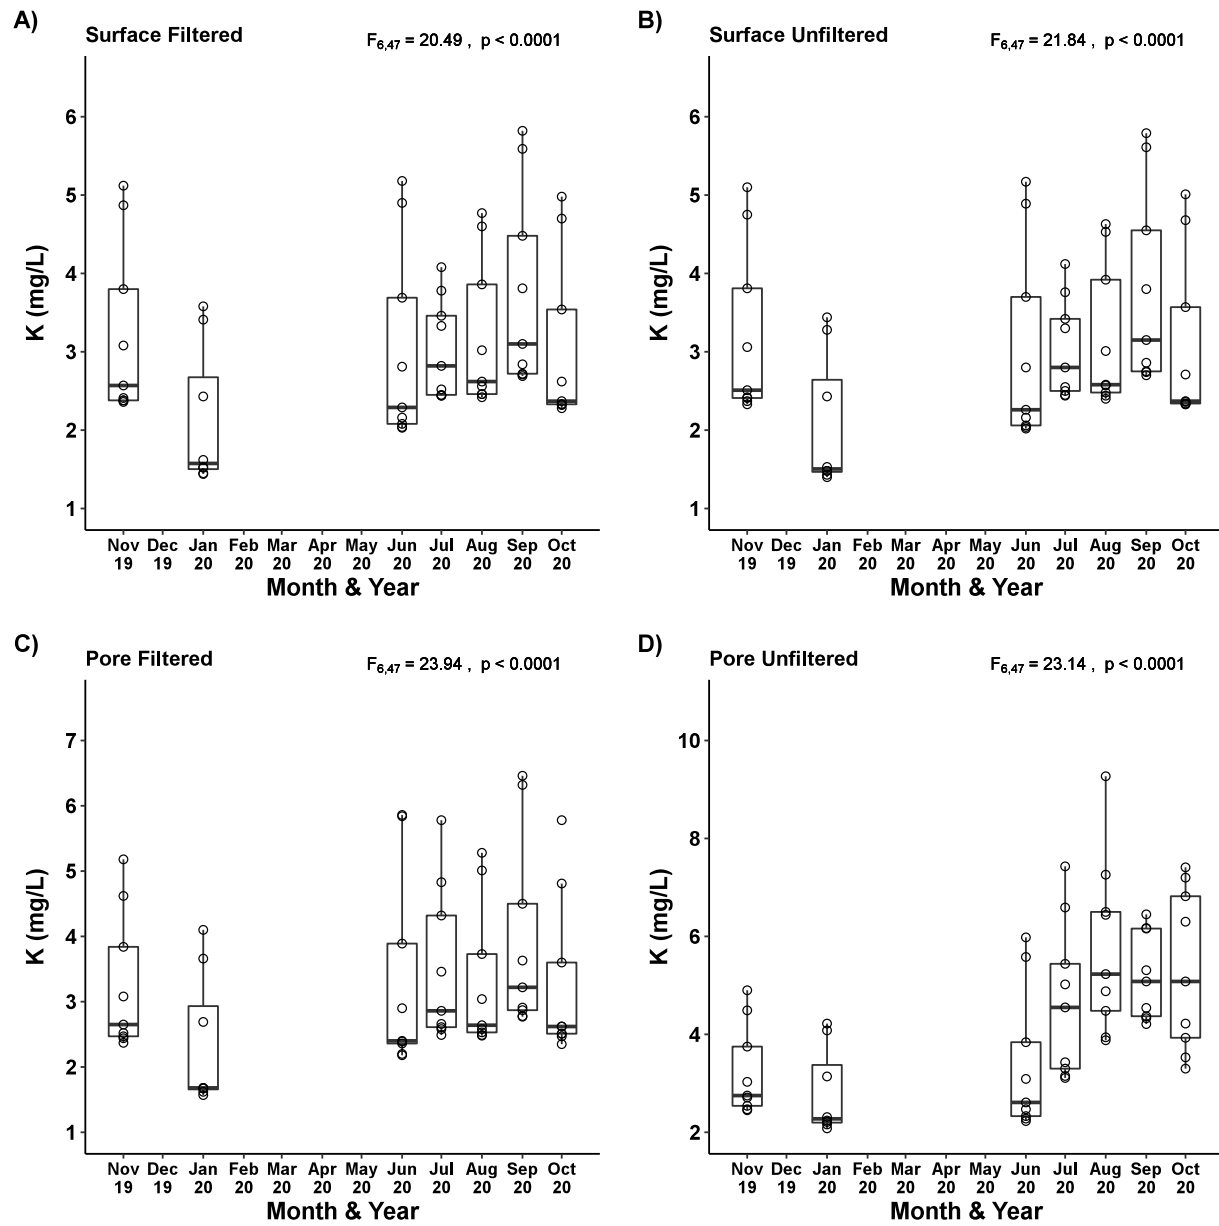 A)
Surface Filtered
F6,47 = 20.49 , p < 0.0001
K (mg/L)
6
5
4
3
2
1
Nov Dec Jan Feb Mar Apr May Jun Jul Aug Sep Oct
19 19 20 20 20 20 20 20 20 20 20 20
Month & Year
B)
Surface Unfiltered
F6,47 = 21.84 , p < 0.0001
K (mg/L)
6
5
4
3
2
1
Nov Dec Jan Feb Mar Apr May Jun Jul Aug Sep Oct
19 19 20 20 20 20 20 20 20 20 20 20
Month & Year
C)
Pore Filtered
F6,47 = 23.94 , p < 0.0001
K (mg/L)
7
6
5
4
3
2
1
Nov Dec Jan Feb Mar Apr May Jun Jul Aug Sep Oct
19 19 20 20 20 20 20 20 20 20 20 20
Month & Year
D)
Pore Unfiltered
F6,47 = 23.14 , p < 0.0001
K (mg/L)
10
8
6
4
2
Nov Dec Jan Feb Mar Apr May Jun Jul Aug Sep Oct
19 19 20 20 20 20 20 20 20 20 20 20
Month & Year